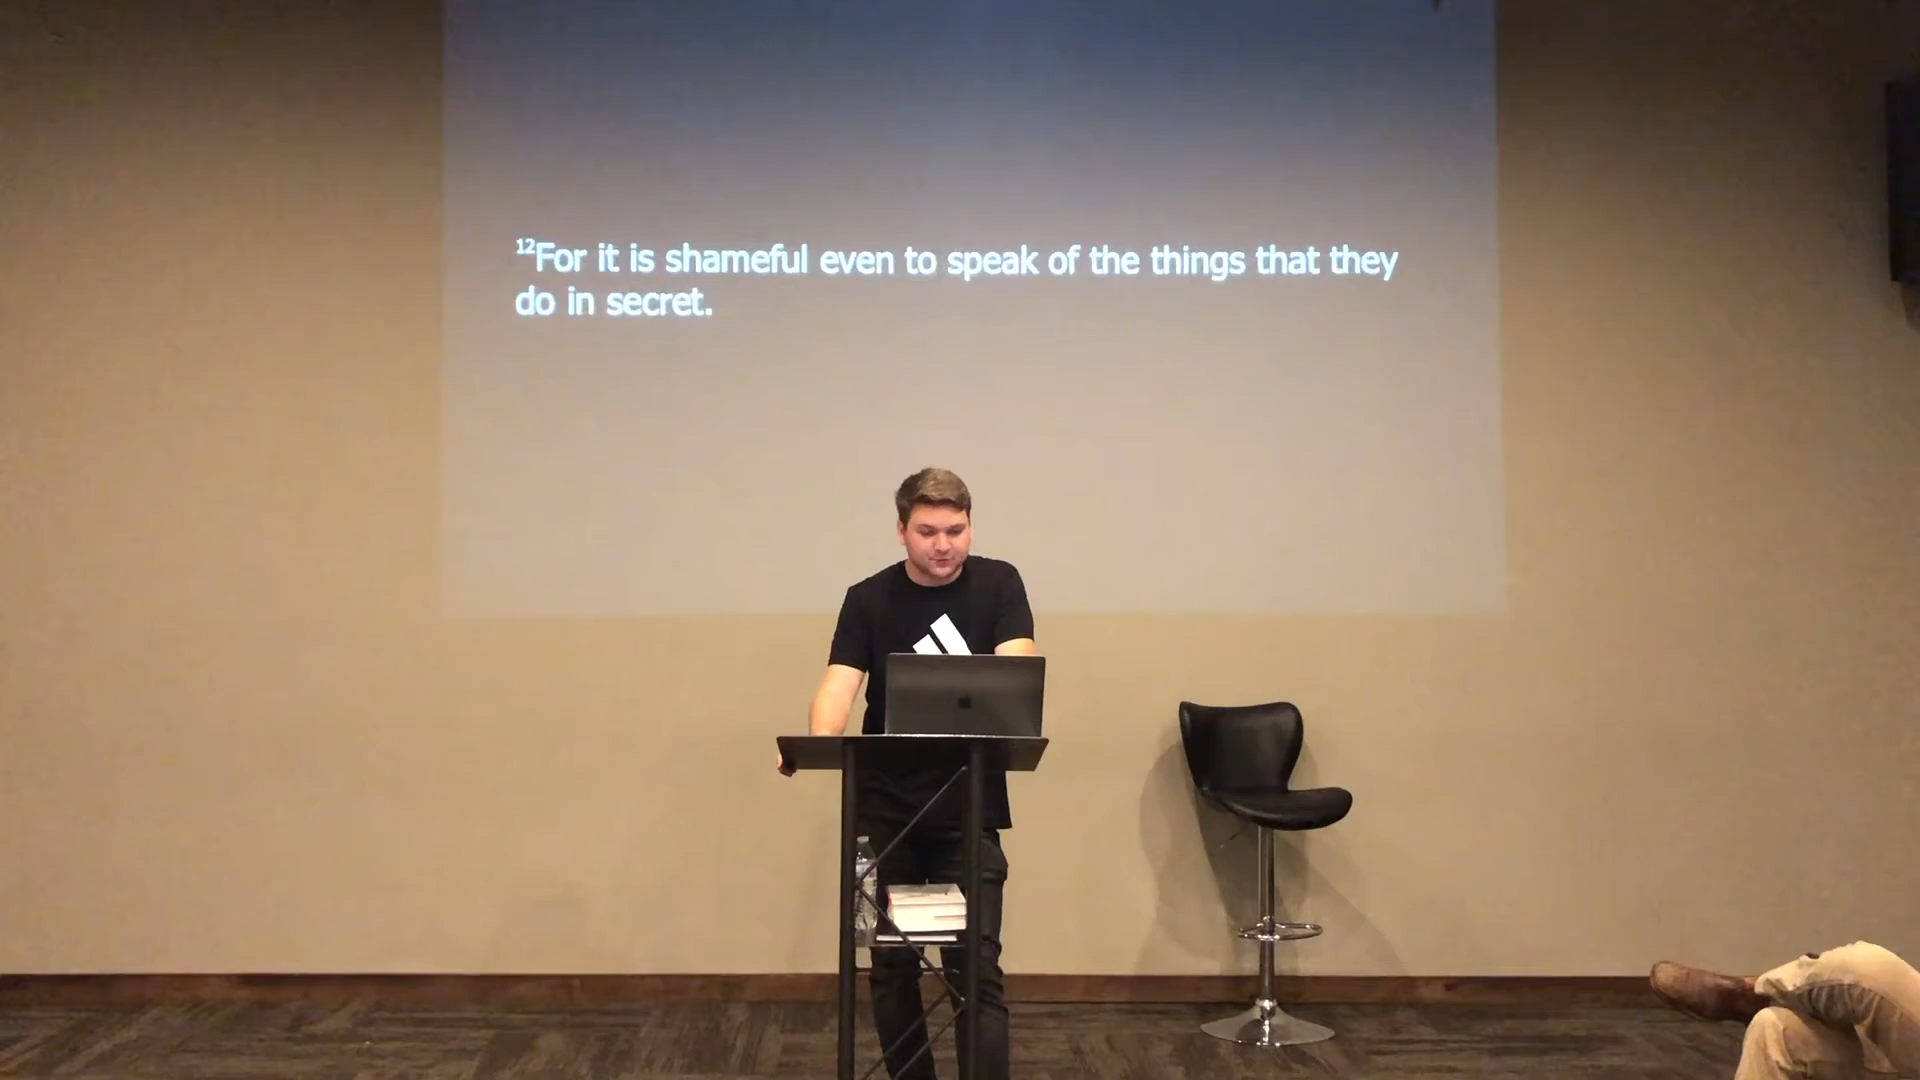 ¹²For it is shameful even to speak of the things that they
do in secret.